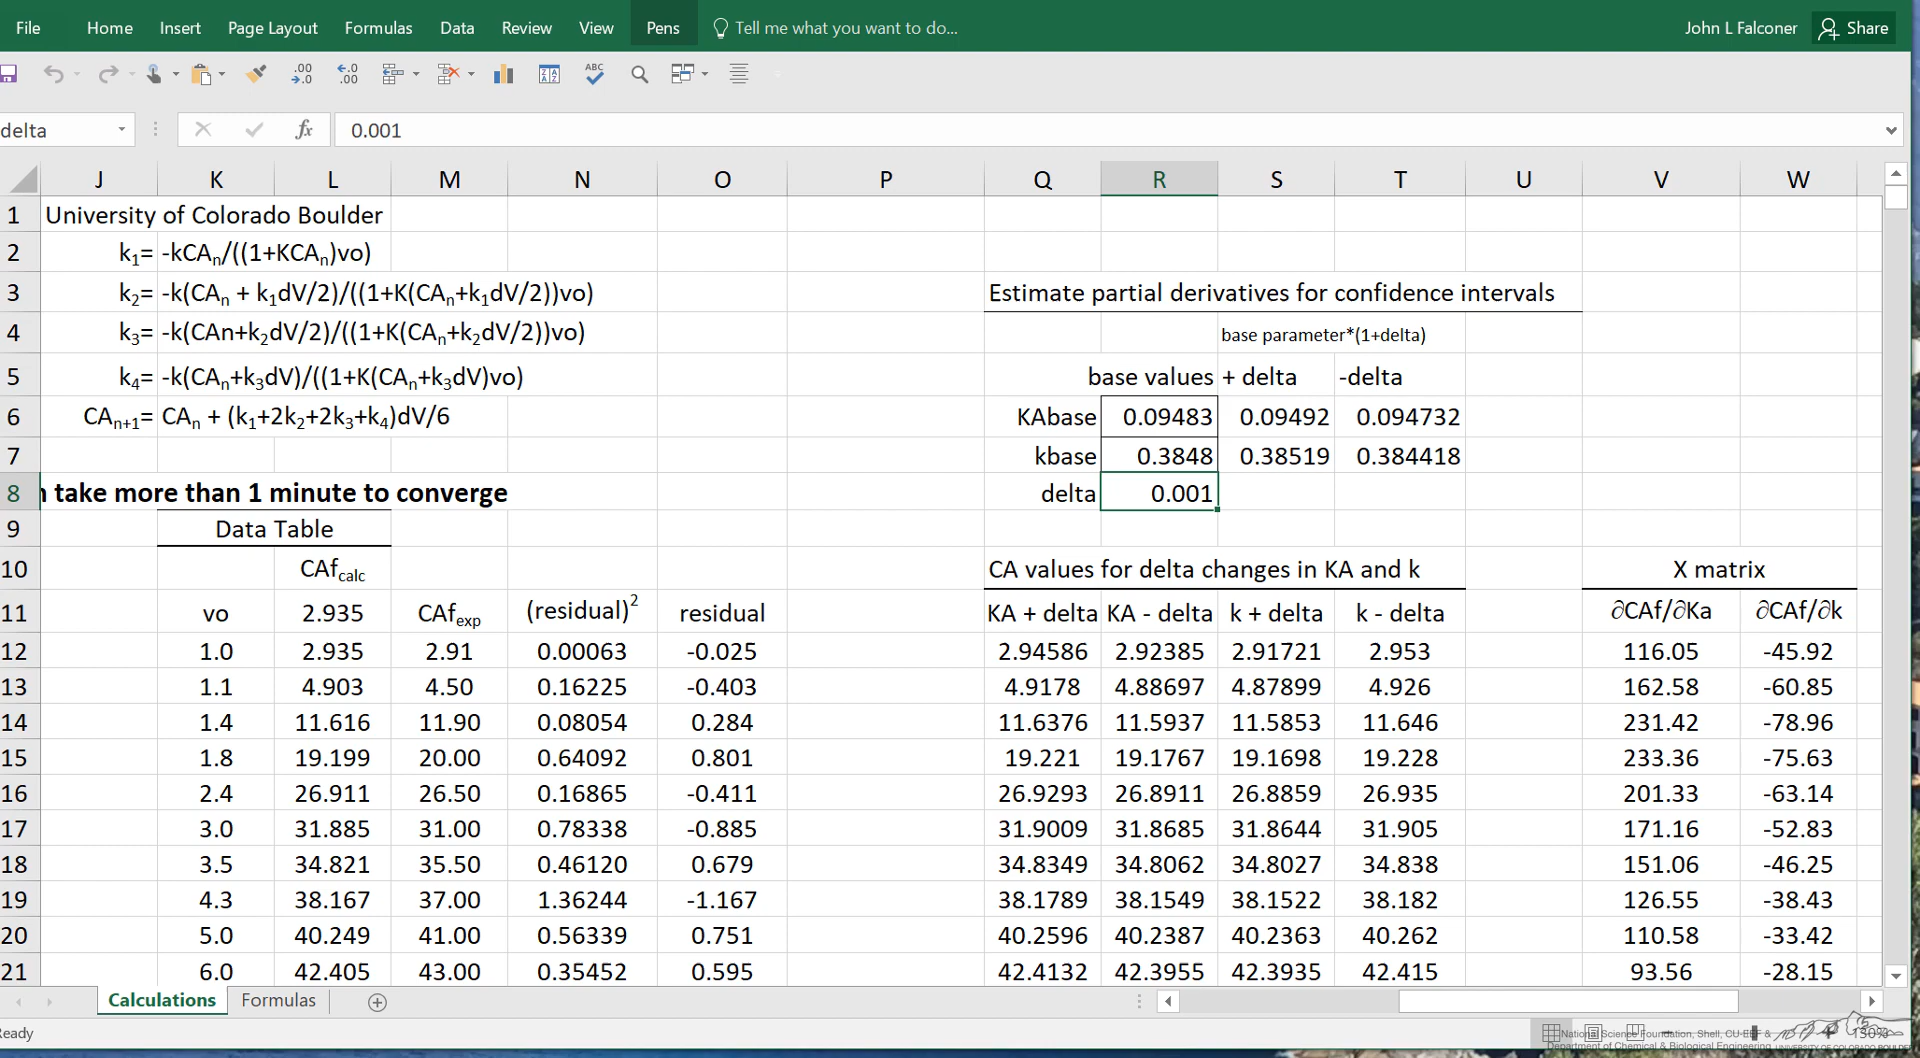 File Home Insert Page Layout Formulas Data Review View Pens Tell me what you want to do... John L Falconer Share
delta fx 0.001
J K L M N O P Q R S T U V W
1 University of Colorado Boulder
2 k1= -kCAn/((1+KCAn)vo)
3 k2= -k(CAn + k1dV/2)/((1+K(CAn+k1dV/2))vo) Estimate partial derivatives for confidence intervals
4 k3= -k(CAn+k2dV/2)/((1+K(CAn+k2dV/2))vo) base parameter*(1+delta)
5 k4= -k(CAn+k3dV)/((1+K(CAn+k3dV)vo) base values + delta -delta
6 CAn+1= CAn + (k1+2k2+2k3+k4)dV/6 KAbase 0.09483 0.09492 0.094732
7 kbase 0.3848 0.38519 0.384418
8 take more than 1 minute to converge delta 0.001
9 Data Table
10 CAfcalc CA values for delta changes in KA and k X matrix
11 vo 2.935 CAfexp (residual)2 residual KA + delta KA - delta k + delta k - delta ∂CAf/∂Ka ∂CAf/∂k
12 1.0 2.935 2.91 0.00063 -0.025 2.94586 2.92385 2.91721 2.953 116.05 -45.92
13 1.1 4.903 4.50 0.16225 -0.403 4.9178 4.88697 4.87899 4.926 162.58 -60.85
14 1.4 11.616 11.90 0.08054 0.284 11.6376 11.5937 11.5853 11.646 231.42 -78.96
15 1.8 19.199 20.00 0.64092 0.801 19.221 19.1767 19.1698 19.228 233.36 -75.63
16 2.4 26.911 26.50 0.16865 -0.411 26.9293 26.8911 26.8859 26.935 201.33 -63.14
17 3.0 31.885 31.00 0.78338 -0.885 31.9009 31.8685 31.8644 31.905 171.16 -52.83
18 3.5 34.821 35.50 0.46120 0.679 34.8349 34.8062 34.8027 34.838 151.06 -46.25
19 4.3 38.167 37.00 1.36244 -1.167 38.1789 38.1549 38.1522 38.182 126.55 -38.43
20 5.0 40.249 41.00 0.56339 0.751 40.2596 40.2387 40.2363 40.262 110.58 -33.42
21 6.0 42.405 43.00 0.35452 0.595 42.4132 42.3955 42.3935 42.415 93.56 -28.15
Calculations Formulas
eady
National Science Foundation, Shell,
Department of Chemical & Biological Engineering UNIVERSITY OF COLORADO